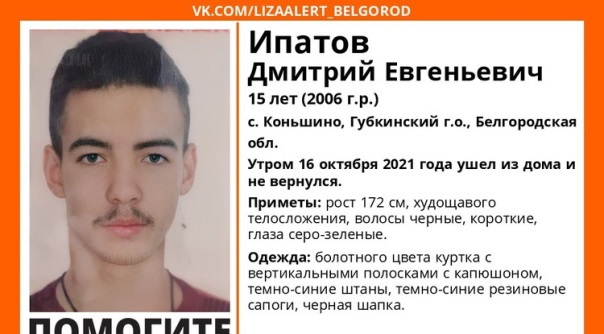 VK.COM/LIZAALERT_BELGOROD
Ипатов
Дмитрий Евгеньевич
15 лет (2006 г.р.)
с. Коньшино, Губкинский г.о., Белгородская
обл.
Утром 16 октября 2021 года ушел из дома и
не вернулся.
Приметы: рост 172 см, худощавого
телосложения, волосы черные, короткие,
глаза серо-зеленые.
Одежда: болотного цвета куртка с
вертикальными полосками с капюшоном,
темно-синие штаны, темно-синие резиновые
сапоги, черная шапка.
ПОМОГИТЕ